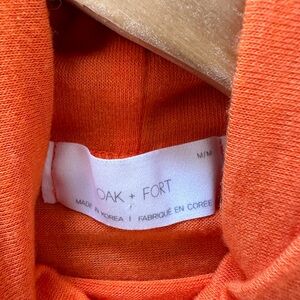 M/M
OAK + FORT
MADE IN KOREA | FABRIQUÉ EN CORÉE